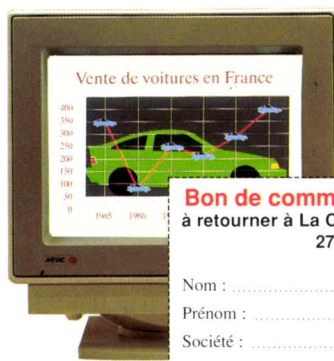 Vente de voitures en France
400
350
300
250
200
150
100
50
0
1985 1986
Bon de comm
à retourner à La C
27
Nom :
Prénom :
Société :